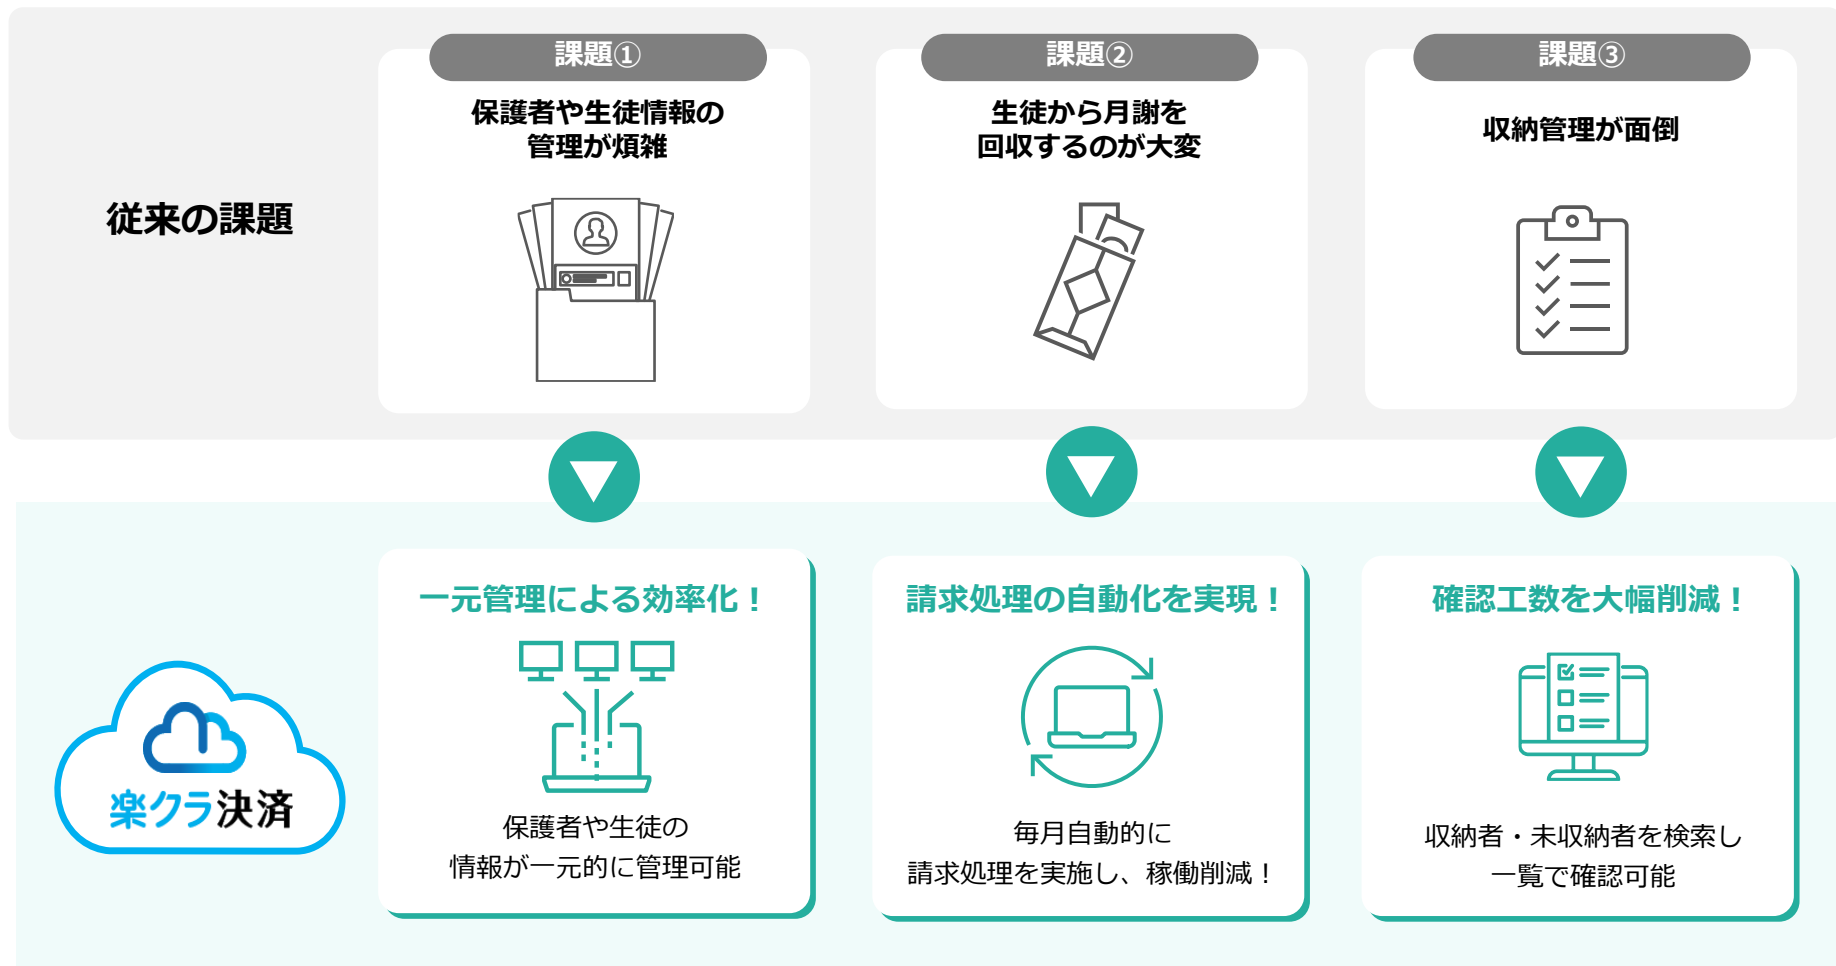 従来の課題
課題①
保護者や生徒情報の
管理が煩雑
課題②
生徒から月謝を
回収するのが大変
課題③
収納管理が面倒
楽クラ決済
一元管理による効率化！
保護者や生徒の
情報が一元的に管理可能
請求処理の自動化を実現！
毎月自動的に
請求処理を実施し、稼働削減！
確認工数を大幅削減！
収納者・未収納者を検索し
一覧で確認可能